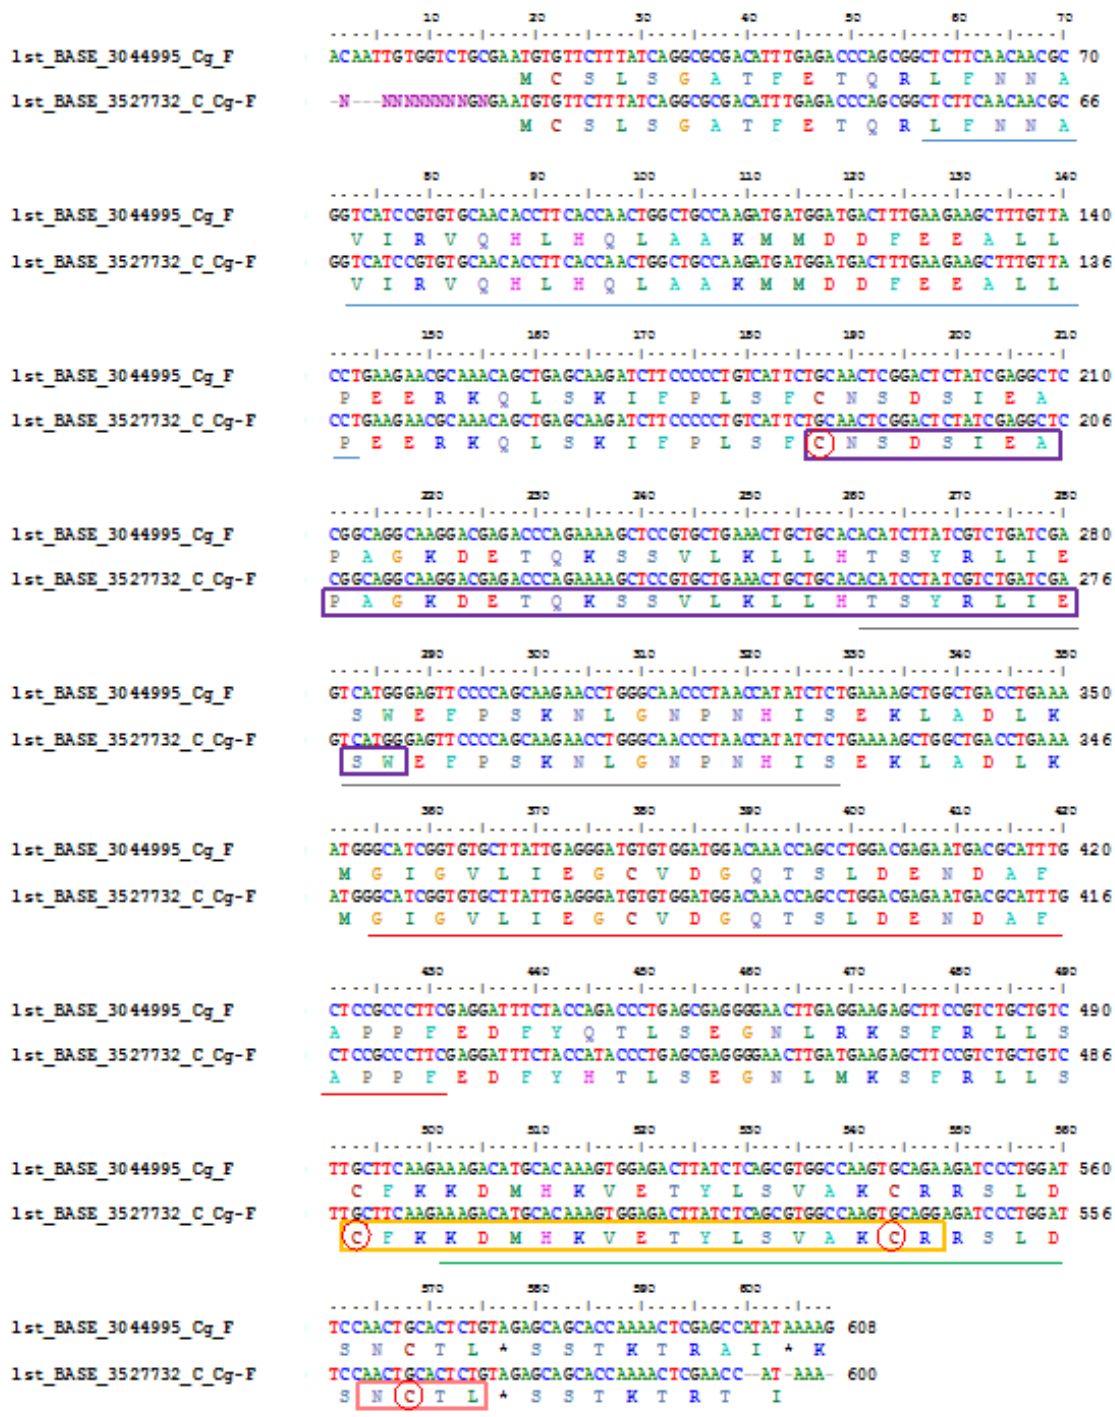 10 20 30 40 50 60 70
....|....|....|....|....|....|....|....|....|....|....|....|....|....|
1st_BASE_3044995_Cg_F ACAATTGTGGTCTGCGAATGTGTTCTTTATCAGGCGCGACATTTGAGACCCAGCGGCTCTTCAACAACGC 70
M C S L S G A T F E T Q R L F N N A
1st_BASE_3527732_C_Cg-F -N---NNNNNNNNGNGAATGTGTTCTTTATCAGGCGCGACATTTGAGACCCAGCGGCTCTTCAACAACGC 66
M C S L S G A T F E T Q R L F N N A
80 90 100 110 120 130 140
....|....|....|....|....|....|....|....|....|....|....|....|....|....|
1st_BASE_3044995_Cg_F GGTCATCCGTGTGCAACACCTTCACCAACTGGCTGCCAAGATGATGGATGACTTTGAAGAAGCTTTGTTA 140
V I R V Q H L H Q L A A K M M D D F E E A L L
1st_BASE_3527732_C_Cg-F GGTCATCCGTGTGCAACACCTTCACCAACTGGCTGCCAAGATGATGGATGACTTTGAAGAAGCTTTGTTA 136
V I R V Q H L H Q L A A K M M D D F E E A L L
150 160 170 180 190 200 210
....|....|....|....|....|....|....|....|....|....|....|....|....|....|
1st_BASE_3044995_Cg_F CCTGAAGAACGCAAACAGCTGAGCAAGATCTTCCCCCTGTCATTCTGCAACTCGGACTCTATCGAGGCTC 210
P E E R K Q L S K I F P L S F C N S D S I E A
1st_BASE_3527732_C_Cg-F CCTGAAGAACGCAAACAGCTGAGCAAGATCTTCCCCCTGTCATTCTGCAACTCGGACTCTATCGAGGCTC 206
P E E R K Q L S K I F P L S F C N S D S I E A
220 230 240 250 260 270 280
....|....|....|....|....|....|....|....|....|....|....|....|....|....|
1st_BASE_3044995_Cg_F CGGCAGGCAAGGACGAGACCCAGAAAAGCTCCGTGCTGAAACTGCTGCACACATCTTATCGTCTGATCGA 280
P A G K D E T Q K S S V L K L L H T S Y R L I E
1st_BASE_3527732_C_Cg-F CGGCAGGCAAGGACGAGACCCAGAAAAGCTCCGTGCTGAAACTGCTGCACACATCCTATCGTCTGATCGA 276
P A G K D E T Q K S S V L K L L H T S Y R L I E
290 300 310 320 330 340 350
....|....|....|....|....|....|....|....|....|....|....|....|....|....|
1st_BASE_3044995_Cg_F GTCATGGGAGTTCCCCAGCAAGAACCTGGGCAACCCTAACCATATCTCTGAAAAGCTGGCTGACCTGAAA 350
S W E F P S K N L G N P N H I S E K L A D L K
1st_BASE_3527732_C_Cg-F GTCATGGGAGTTCCCCAGCAAGAACCTGGGCAACCCTAACCATATCTCTGAAAAGCTGGCTGACCTGAAA 346
S W E F P S K N L G N P N H I S E K L A D L K
360 370 380 390 400 410 420
....|....|....|....|....|....|....|....|....|....|....|....|....|....|
1st_BASE_3044995_Cg_F ATGGGCATCGGTGTGCTTATTGAGGGATGTGTGGATGGACAAACCAGCCTGGACGAGAATGACGCATTTG 420
M G I G V L I E G C V D G Q T S L D E N D A F
1st_BASE_3527732_C_Cg-F ATGGGCATCGGTGTGCTTATTGAGGGATGTGTGGATGGACAAACCAGCCTGGACGAGAATGACGCATTTG 416
M G I G V L I E G C V D G Q T S L D E N D A F
430 440 450 460 470 480 490
....|....|....|....|....|....|....|....|....|....|....|....|....|....|
1st_BASE_3044995_Cg_F CTCCGCCCTTCGAGGATTTCTACCAGACCCTGAGCGAGGGGAACTTGAGGAAGAGCTTCCGTCTGCTGTC 490
A P P F E D F Y Q T L S E G N L R K S F R L L S
1st_BASE_3527732_C_Cg-F CTCCGCCCTTCGAGGATTTCTACCATACCCTGAGCGAGGGGAACTTGATGAAGAGCTTCCGTCTGCTGTC 486
A P P F E D F Y H T L S E G N L M K S F R L L S
500 510 520 530 540 550 560
....|....|....|....|....|....|....|....|....|....|....|....|....|....|
1st_BASE_3044995_Cg_F TTGCTTCAAGAAAGACATGCACAAAGTGGAGACTTATCTCAGCGTGGCCAAGTGCAGAAGATCCCTGGAT 560
C F K K D M H K V E T Y L S V A K C R R S L D
1st_BASE_3527732_C_Cg-F TTGCTTCAAGAAAGACATGCACAAAGTGGAGACTTATCTCAGCGTGGCCAAGTGCAGGAGATCCCTGGAT 556
C F K K D M H K V E T Y L S V A K C R R S L D
570 580 590 600
....|....|....|....|....|....|....|....|....|...
1st_BASE_3044995_Cg_F TCCAACTGCACTCTGTAGAGCAGCACCAAAACTCGAGCCATATAAAAG 608
S N C T L * S S T K T R A I * K
1st_BASE_3527732_C_Cg-F TCCAACTGCACTCTGTAGAGCAGCACCAAAACTCGAACC--AT-AAA- 600
S N C T L * S S T K T R T I